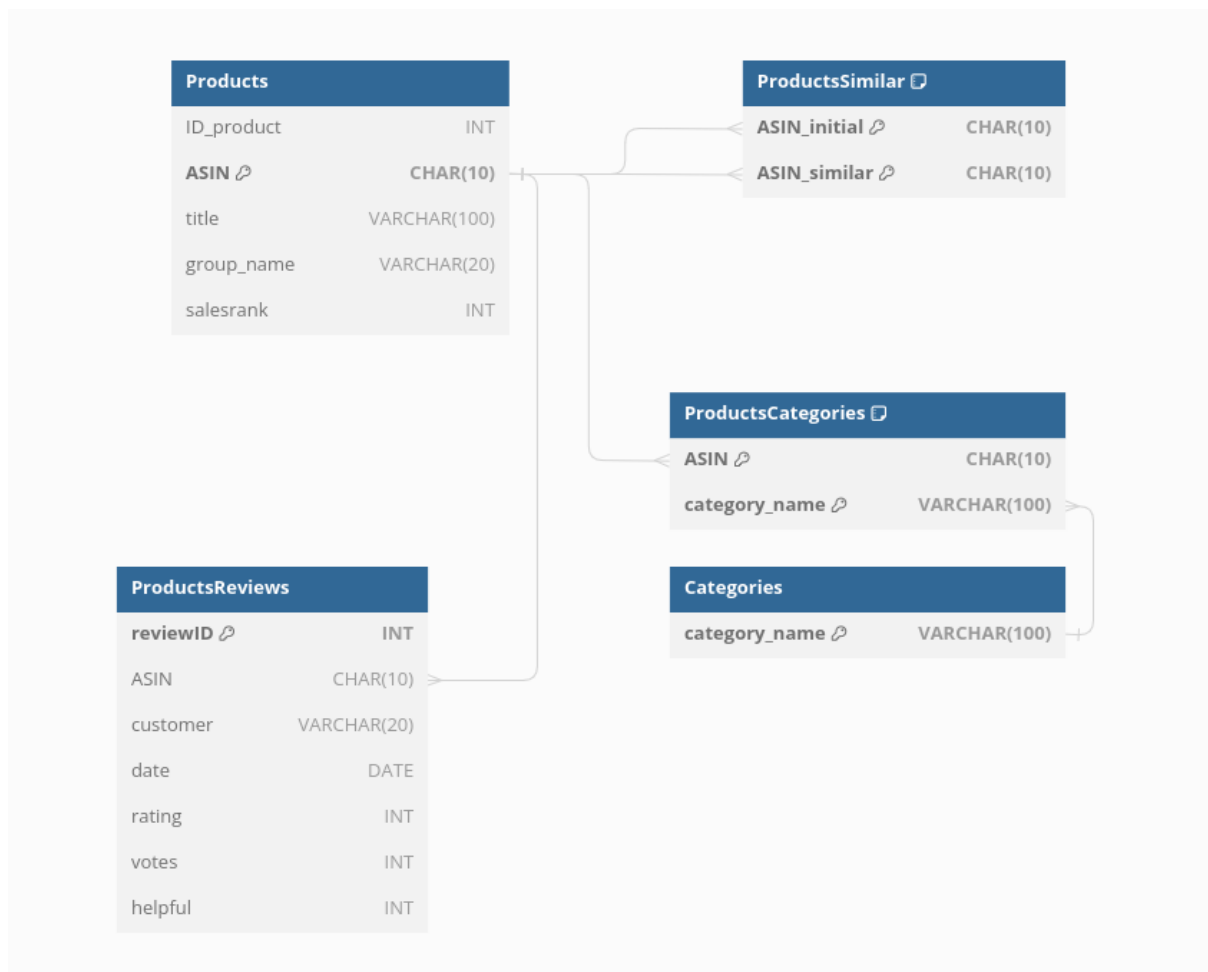 Products
ID_product INT
ASIN CHAR(10)
title VARCHAR(100)
group_name VARCHAR(20)
salesrank INT
ProductsSimilar
ASIN_initial CHAR(10)
ASIN_similar CHAR(10)
ProductsCategories
ASIN CHAR(10)
category_name VARCHAR(100)
Categories
category_name VARCHAR(100)
ProductsReviews
reviewID INT
ASIN CHAR(10)
customer VARCHAR(20)
date DATE
rating INT
votes INT
helpful INT